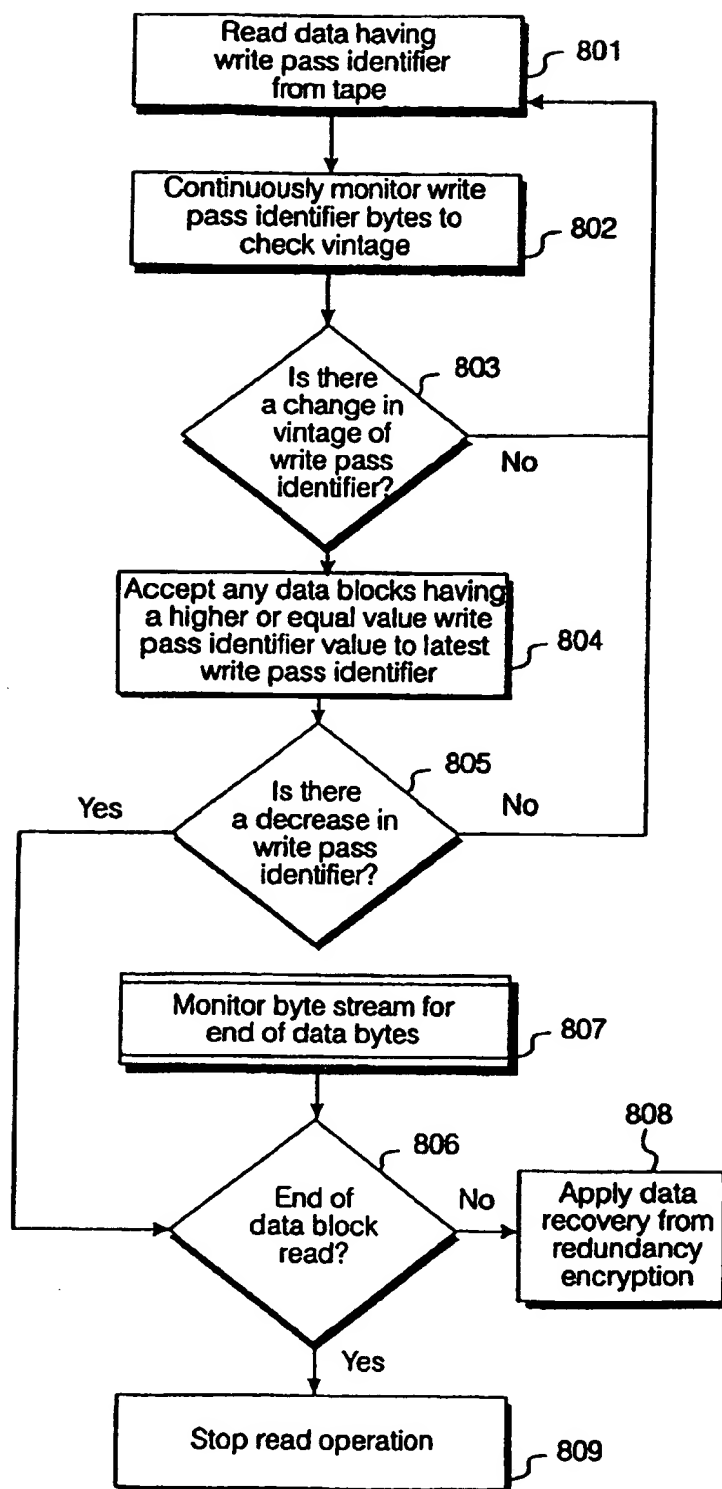 Read data having
write pass identifier
from tape
801
Continuously monitor write
pass identifier bytes to
check vintage
802
803
Is there
a change in
vintage of
write pass
identifier?
No
Accept any data blocks having
a higher or equal value write
pass identifier value to latest
write pass identifier
804
805
Yes
Is there
a decrease in
write pass
identifier?
No
Monitor byte stream for
end of data bytes
807
806
808
End of
data block
read?
No
Apply data
recovery from
redundancy
encryption
Yes
Stop read operation
809